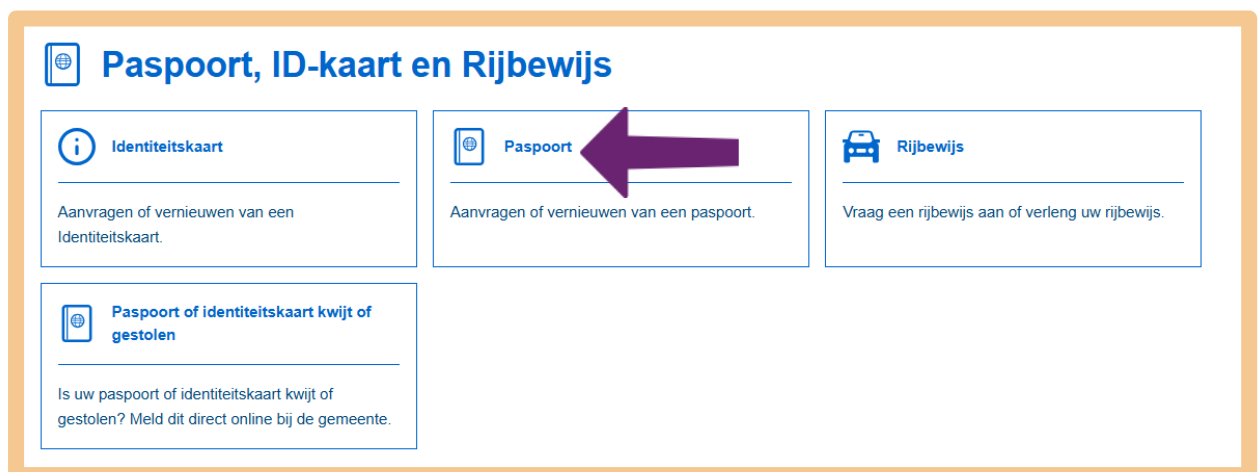 Paspoort, ID-kaart en Rijbewijs
Identiteitskaart
Aanvragen of vernieuwen van een
Identiteitskaart.
Paspoort
Aanvragen of vernieuwen van een paspoort.
Rijbewijs
Vraag een rijbewijs aan of verleng uw rijbewijs.
Paspoort of identiteitskaart kwijt of
gestolen
Is uw paspoort of identiteitskaart kwijt of
gestolen? Meld dit direct online bij de gemeente.